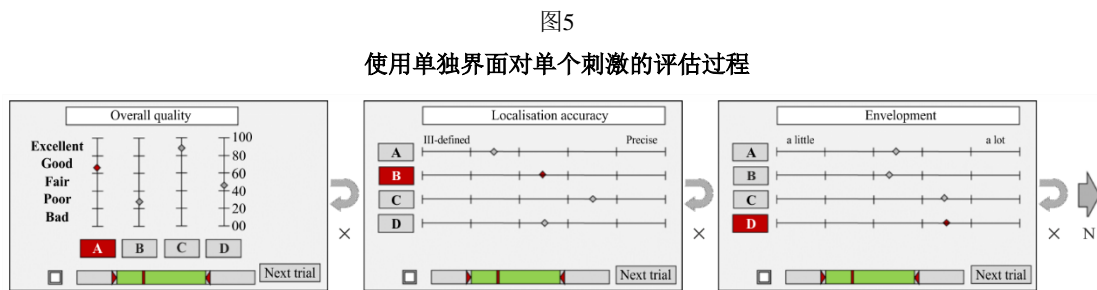 图5
使用单独界面对单个刺激的评估过程
Overall quality
Excellent
Good
Fair
Poor
Bad
100
80
60
40
20
00
A B C D
Next trial
×
Localisation accuracy
III-defined Precise
A
B
C
D
Next trial
×
Envelopment
a little a lot
A
B
C
D
Next trial
×
N